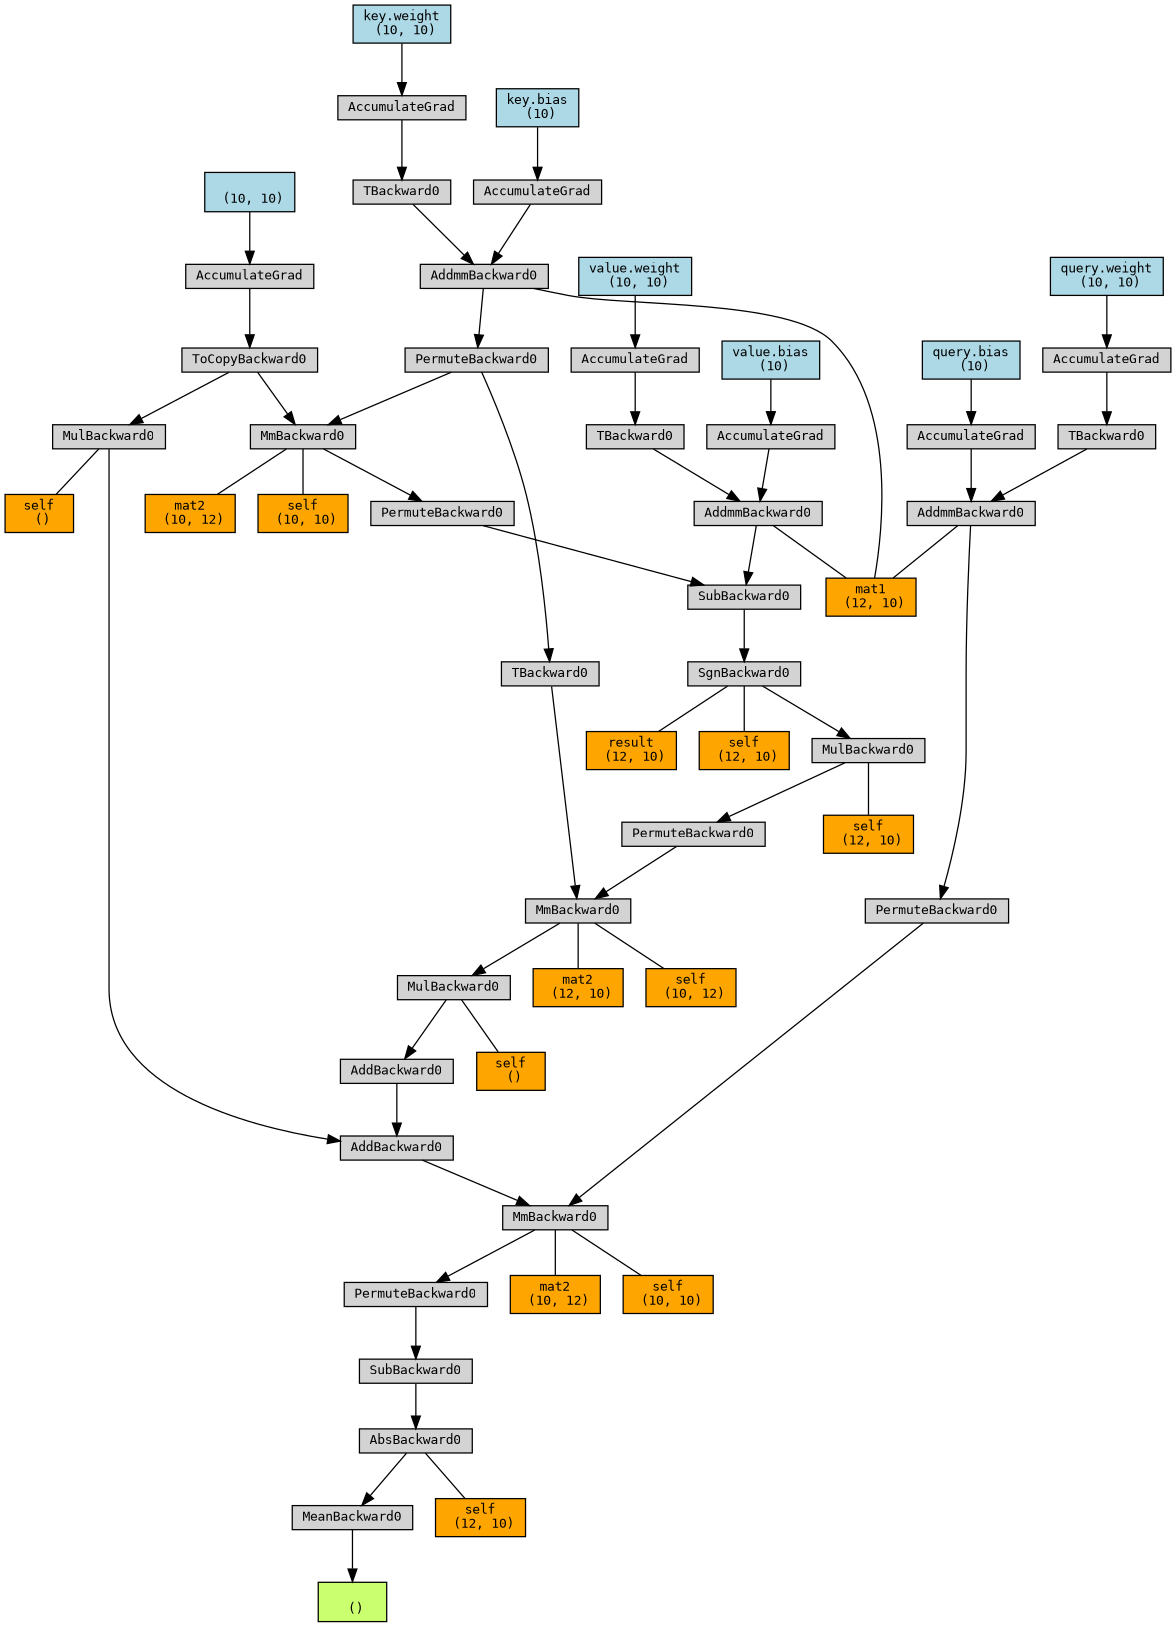 key.weight
(10, 10)
AccumulateGrad
key.bias
(10)
TBackward0
AccumulateGrad
(10, 10)
AccumulateGrad
AddmmBackward0
value.weight
(10, 10)
query.weight
(10, 10)
ToCopyBackward0
PermuteBackward0
AccumulateGrad
value.bias
(10)
query.bias
(10)
AccumulateGrad
MulBackward0
MmBackward0
TBackward0
AccumulateGrad
AccumulateGrad
TBackward0
self
()
mat2
(10, 12)
self
(10, 10)
PermuteBackward0
AddmmBackward0
AddmmBackward0
SubBackward0
mat1
(12, 10)
TBackward0
SgnBackward0
result
(12, 10)
self
(12, 10)
MulBackward0
PermuteBackward0
self
(12, 10)
MmBackward0
PermuteBackward0
MulBackward0
mat2
(12, 10)
self
(10, 12)
AddBackward0
self
()
AddBackward0
MmBackward0
PermuteBackward0
mat2
(10, 12)
self
(10, 10)
SubBackward0
AbsBackward0
MeanBackward0
self
(12, 10)
()